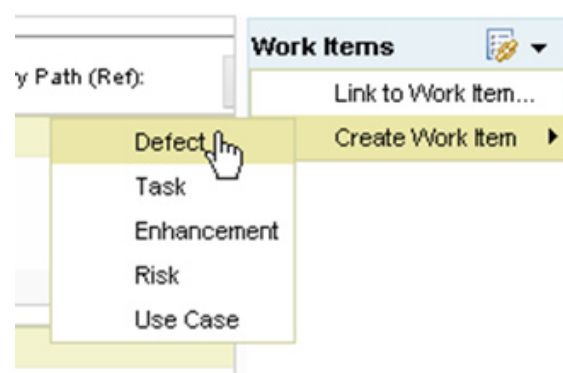 Work Items
y Path (Ref):
Link to Work Item...
Create Work Item
Defect
Task
Enhancement
Risk
Use Case